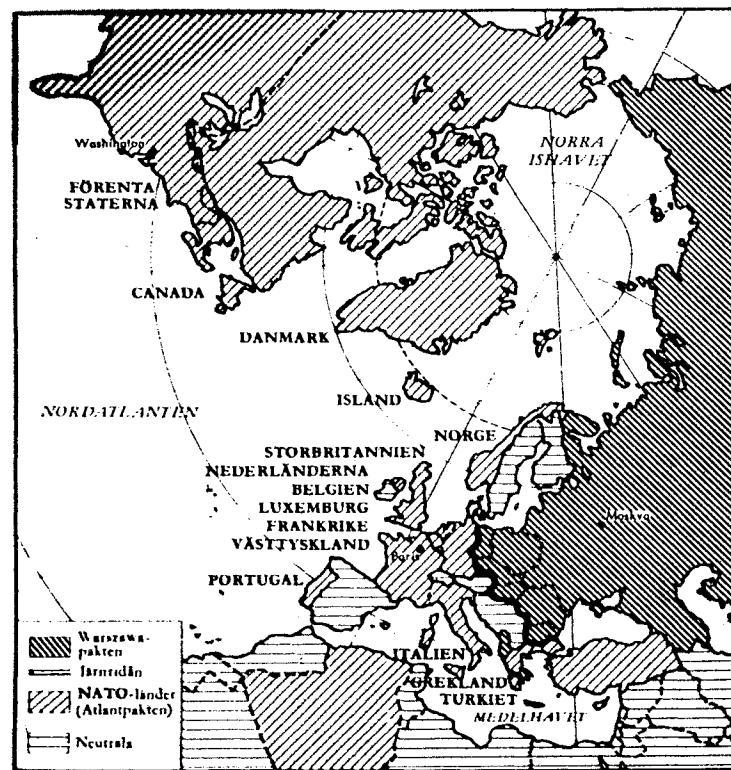 NORRA
ISHAVET
Washington
FÖRENTA
STATERNA
CANADA
DANMARK
ISLAND
NORDATLANTEN
NORGE
STORBRITANNIEN
NEDERLÄNDERNA
BELGIEN
LUXEMBURG
FRANKRIKE
VÄSTTYSKLAND
Moskva
Paris
PORTUGAL
ITALIEN
GREKLAND
TURKIET
MEDELHAVET
Warszawa-
pakten
Järnridån
NATO-länder
(Atlantpakten)
Neutrala